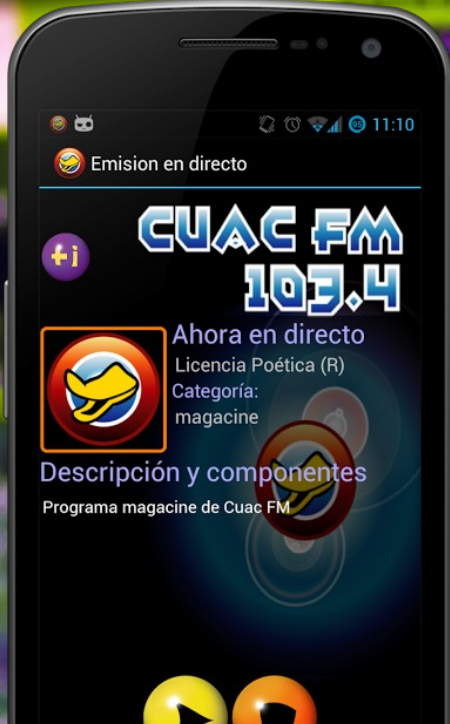 95 11:10
Emision en directo
+i
CUAC FM
103.4
Ahora en directo
Licencia Poética (R)
Categoría:
magacine
Descripción y componentes
Programa magacine de Cuac FM